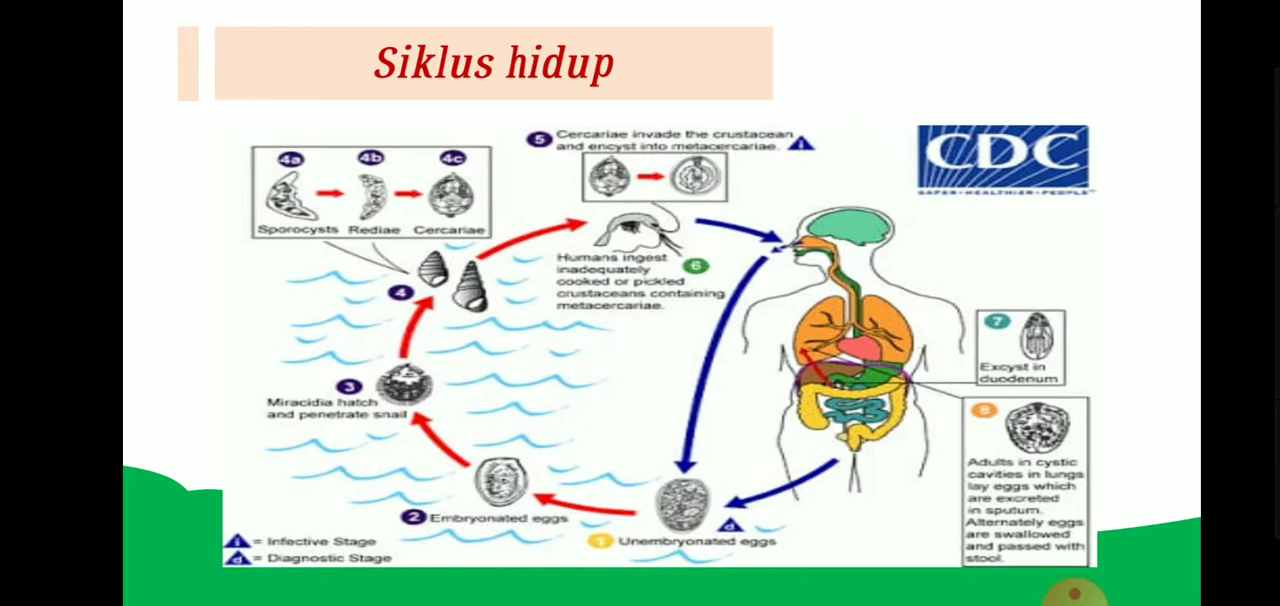 Siklus hidup
5 Cercariae invade the crustacean
and encyst into metacercariae.
i
CDC
SAFER • HEALTHIER • PEOPLE™
4a 4b 4c
Sporocysts Rediae Cercariae
Humans ingest
inadequately 6
cooked or pickled
crustaceans containing
metacercariae.
4
7
Excyst in
duodenum
3
Miracidia hatch
and penetrate snail
8
Adults in cystic
cavities in lungs
lay eggs which
are excreted
in sputum.
Alternately eggs
are swallowed
and passed with
stool.
2 Embryonated eggs
d
1 Unembryonated eggs
i = Infective Stage
d = Diagnostic Stage